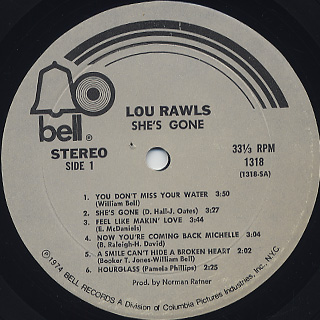 LOU RAWLS
SHE'S GONE
bell
STEREO
SIDE 1
33⅓ RPM
1318
(1318-SA)
1. YOU DON'T MISS YOUR WATER 3:50
(William Bell)
2. SHE'S GONE (D. Hall-J. Oates) 3:27
3. FEEL LIKE MAKIN' LOVE 3:44
(E. McDaniels)
4. NOW YOU'RE COMING BACK MICHELLE 3:04
(B. Raleigh-H. David)
5. A SMILE CAN'T HIDE A BROKEN HEART 2:02
(Booker T. Jones-William Bell)
6. HOURGLASS (Pamela Phillips) 2:25
Prod. by Norman Ratner
℗ 1974 BELL RECORDS A Division of Columbia Pictures Industries, Inc., NYC